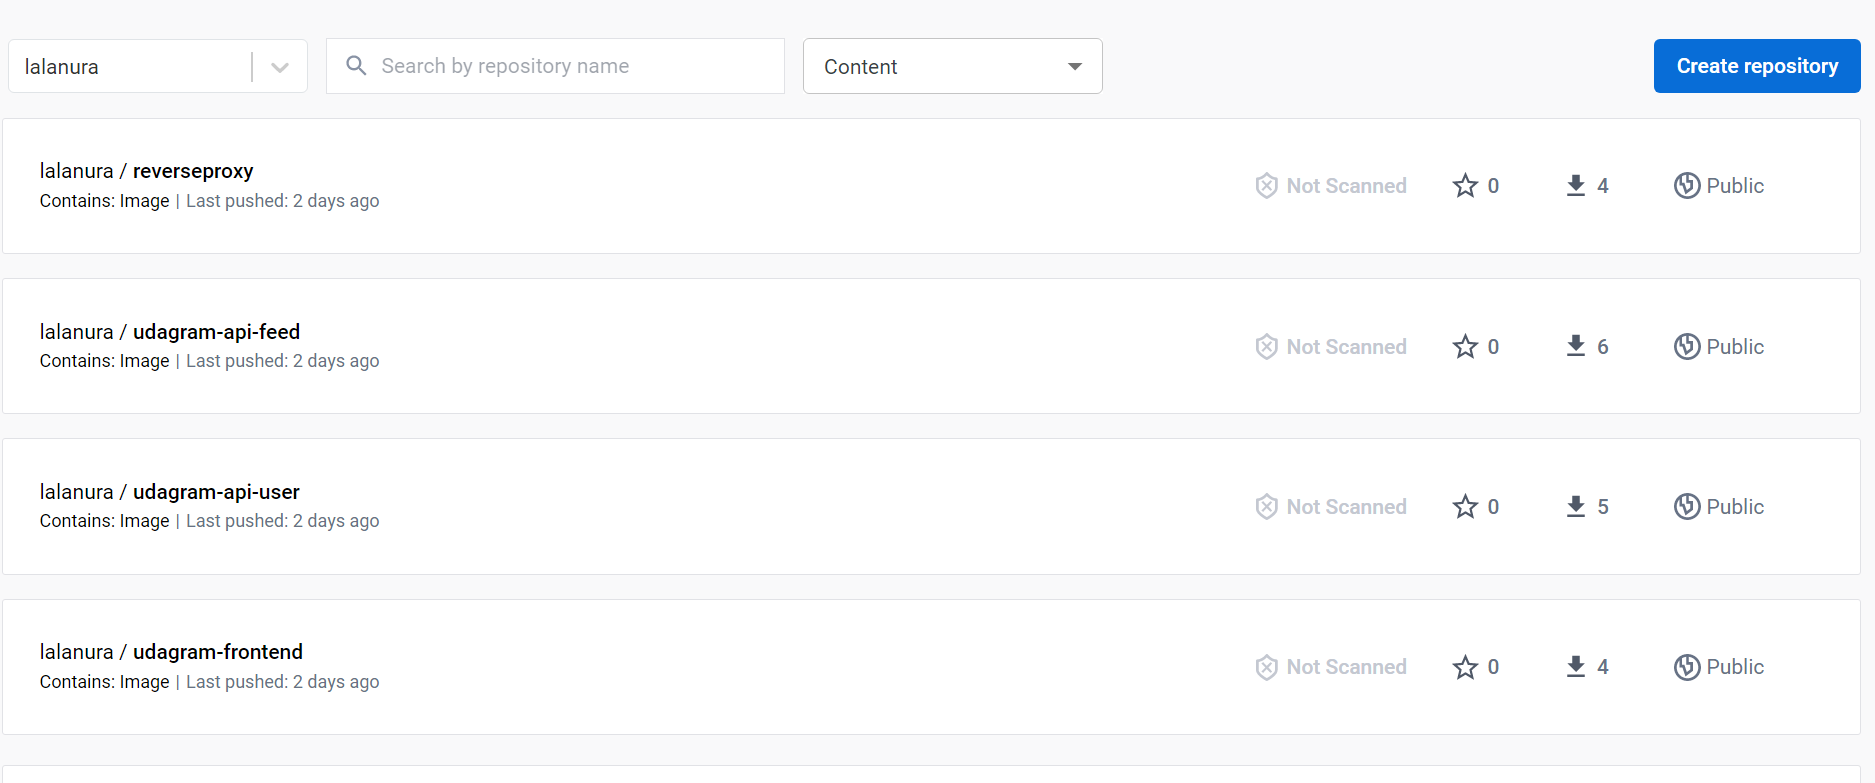 lalanura
Search by repository name
Content
Create repository
lalanura / reverseproxy
Contains: Image | Last pushed: 2 days ago
Not Scanned
0
4
Public
lalanura / udagram-api-feed
Contains: Image | Last pushed: 2 days ago
Not Scanned
0
6
Public
lalanura / udagram-api-user
Contains: Image | Last pushed: 2 days ago
Not Scanned
0
5
Public
lalanura / udagram-frontend
Contains: Image | Last pushed: 2 days ago
Not Scanned
0
4
Public